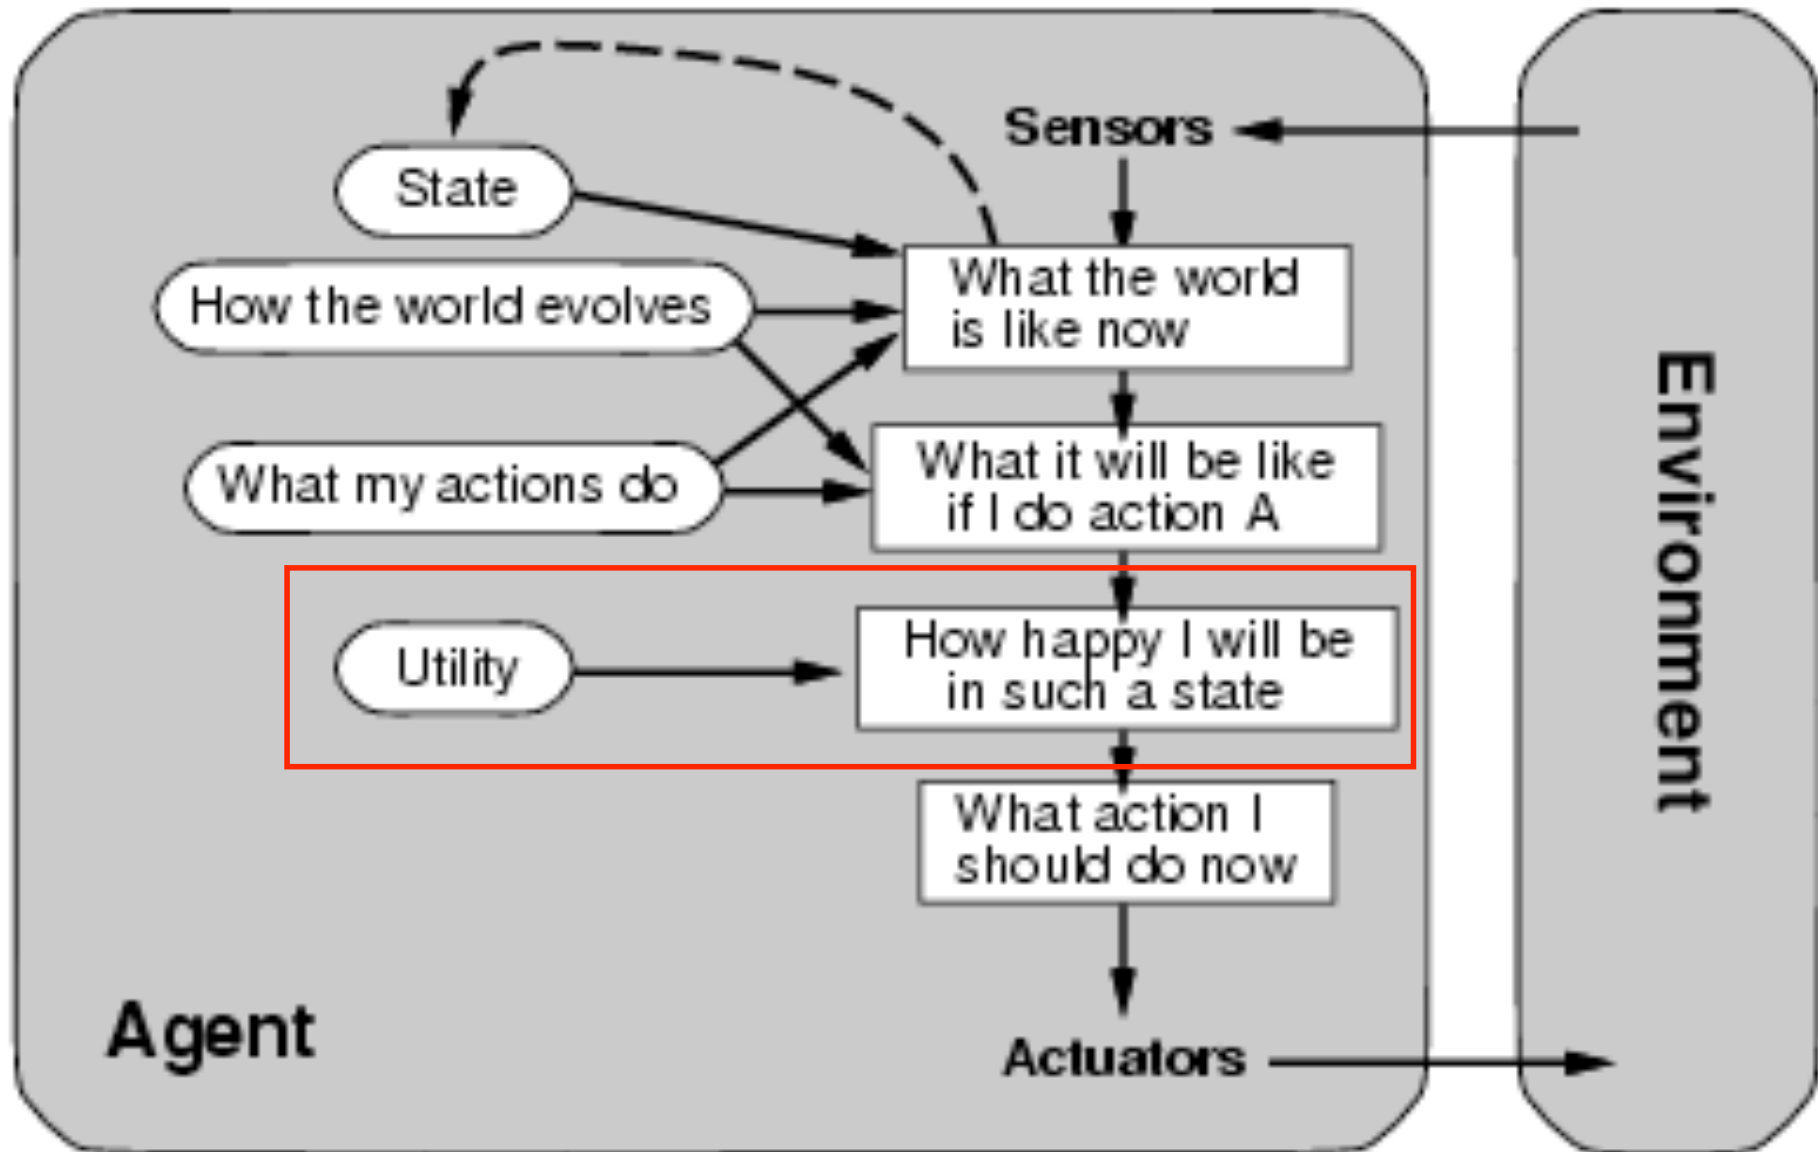 Sensors
State
What the world
is like now
How the world evolves
What my actions do
What it will be like
if I do action A
Utility
How happy I will be
in such a state
What action I
should do now
Agent
Actuators
Environment